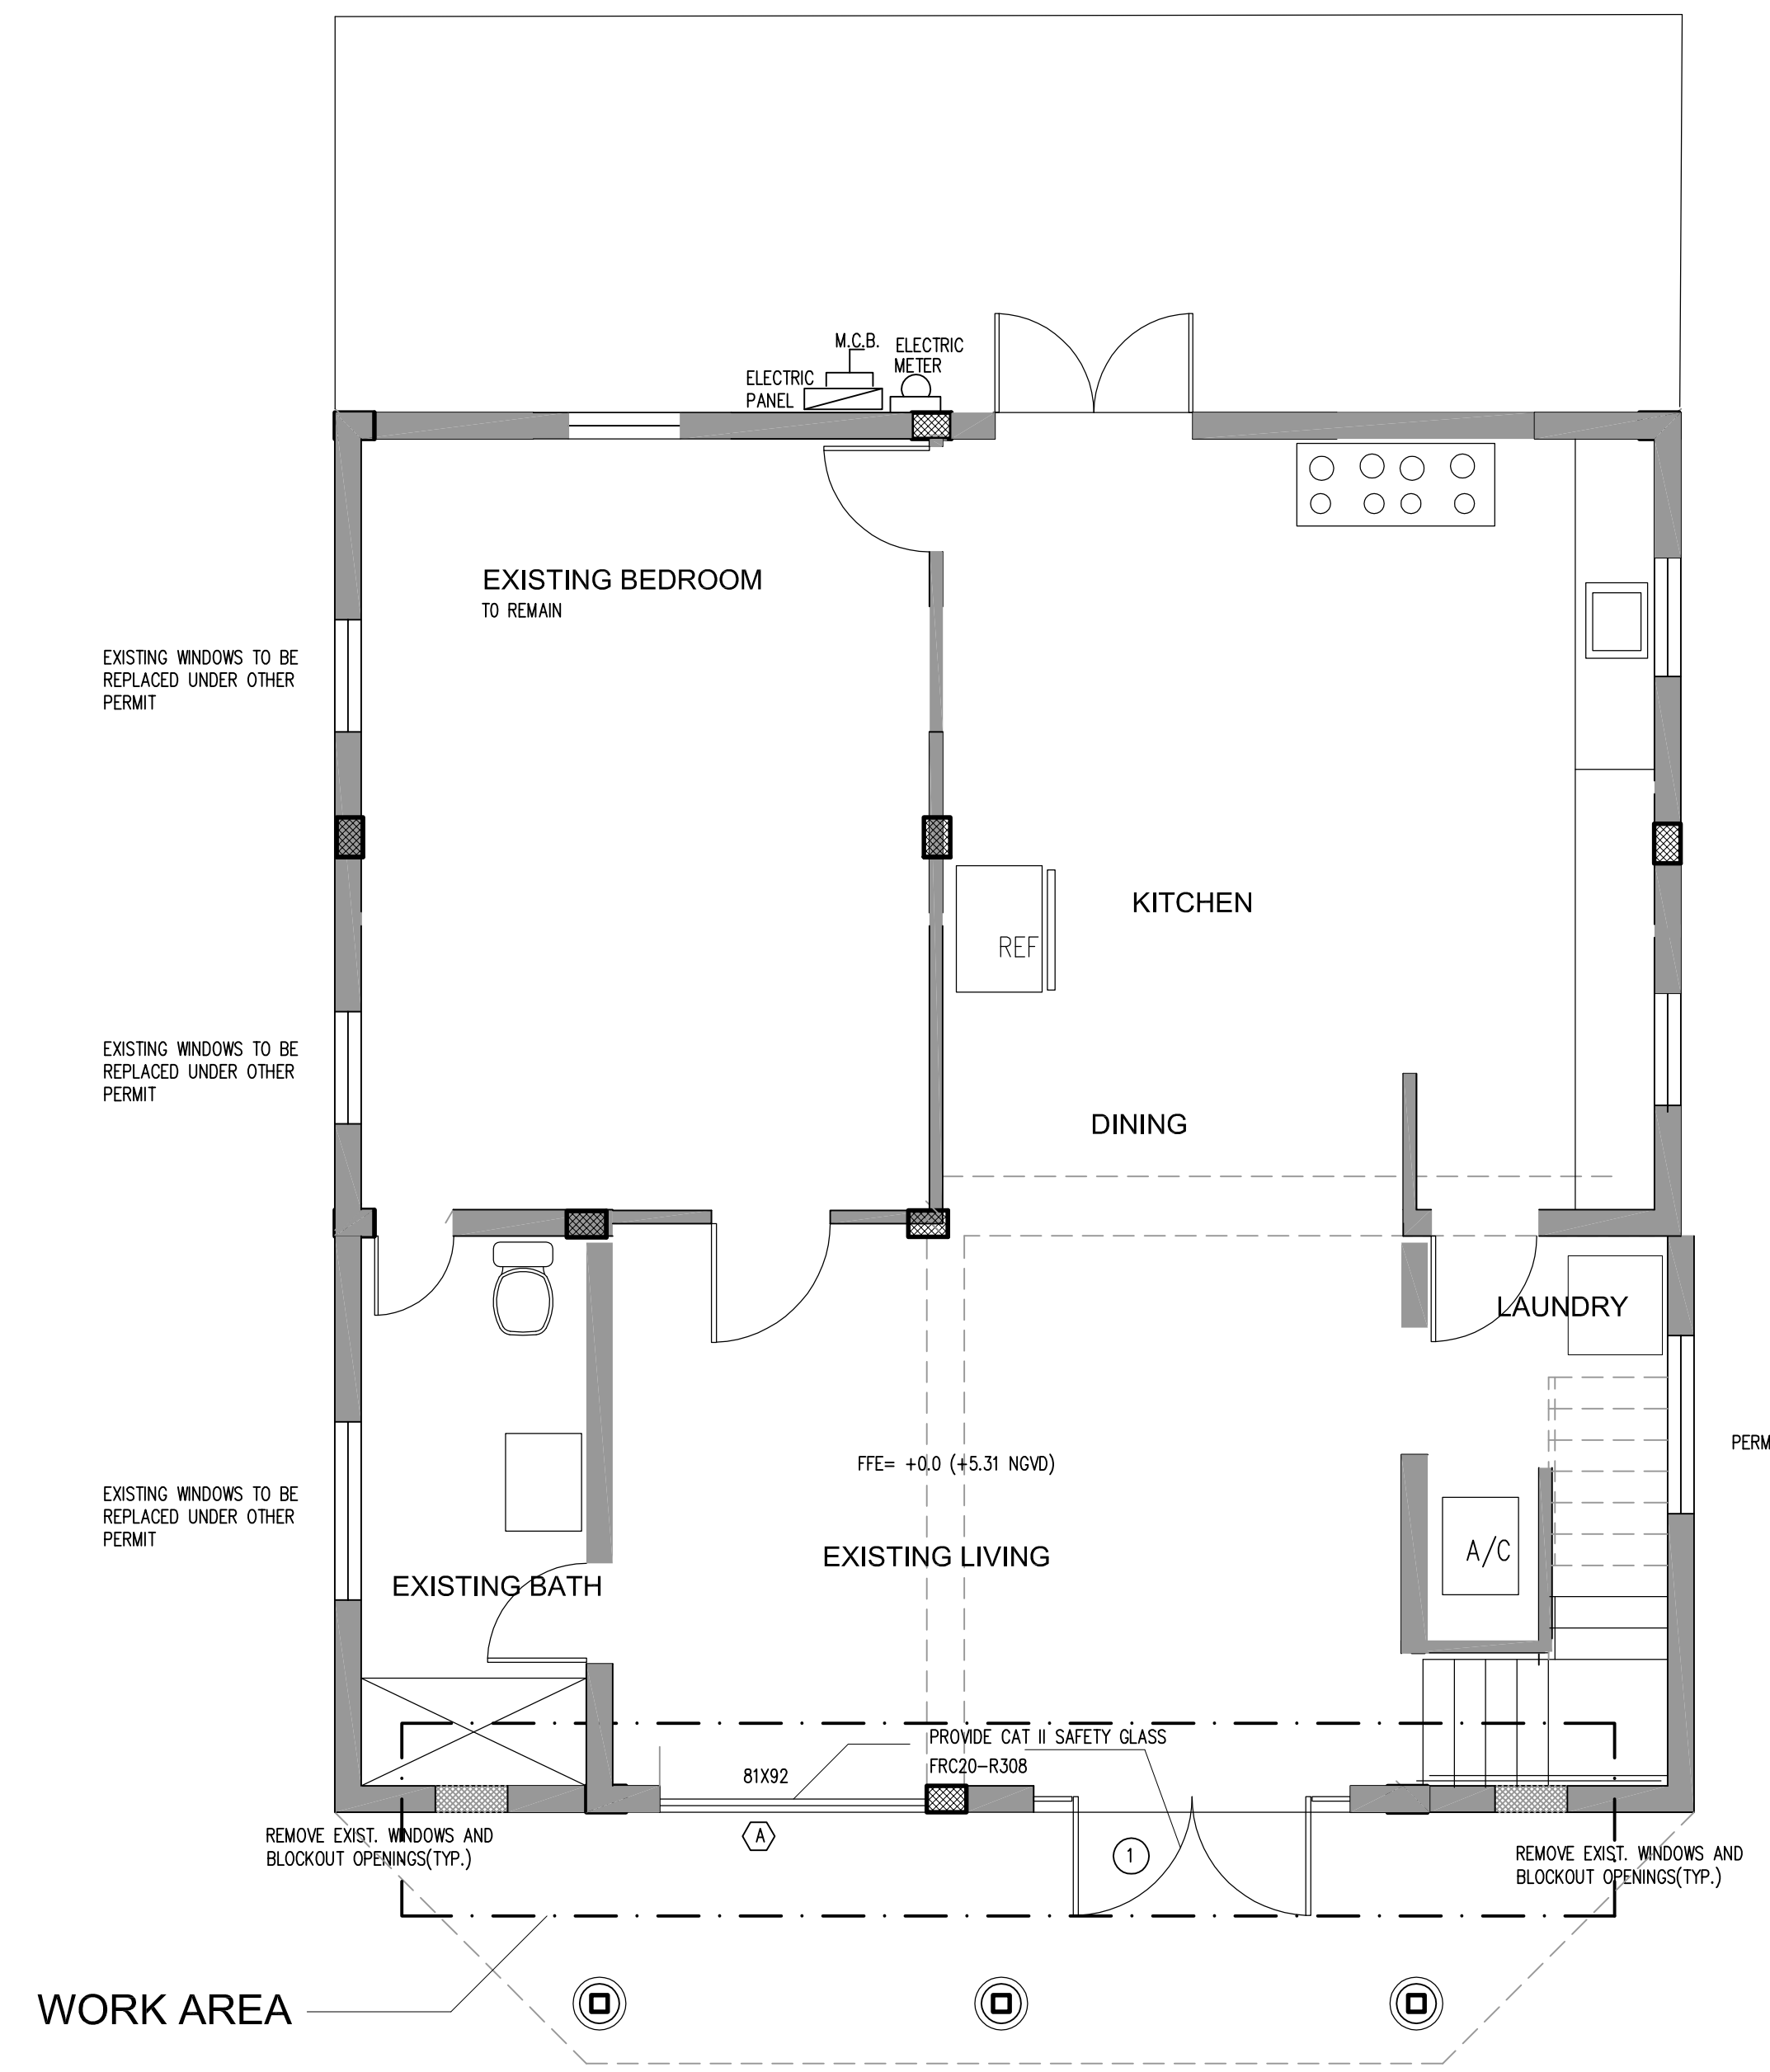 M.C.B.
ELECTRIC
METER
ELECTRIC
PANEL
EXISTING BEDROOM
TO REMAIN
EXISTING WINDOWS TO BE
REPLACED UNDER OTHER
PERMIT
KITCHEN
REF
EXISTING WINDOWS TO BE
REPLACED UNDER OTHER
PERMIT
DINING
LAUNDRY
PERM
FFE= +0.0 (+5.31 NGVD)
EXISTING WINDOWS TO BE
REPLACED UNDER OTHER
PERMIT
A/C
EXISTING LIVING
EXISTING BATH
PROVIDE CAT II SAFETY GLASS
FRC20-R308
81X92
A
1
REMOVE EXIST. WINDOWS AND
BLOCKOUT OPENINGS(TYP.)
REMOVE EXIST. WINDOWS AND
BLOCKOUT OPENINGS(TYP.)
WORK AREA